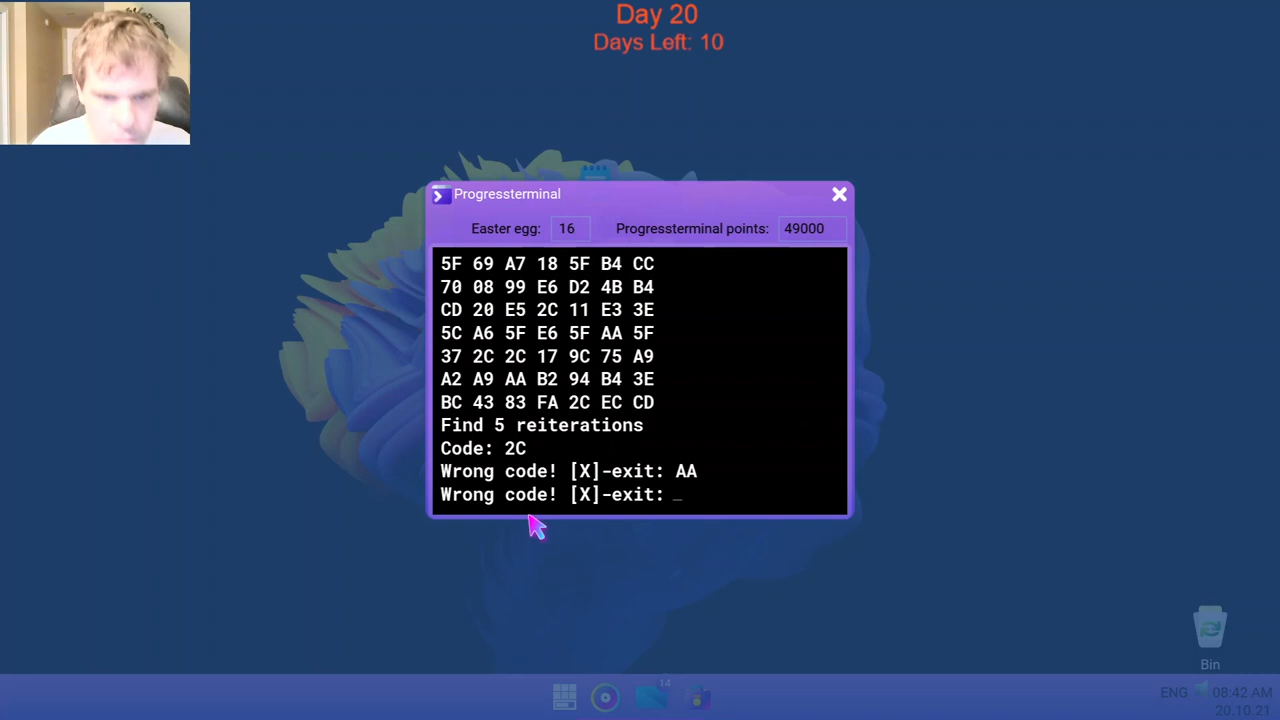 Day 20
Days Left: 10
Progressterminal
Easter egg: 16 Progressterminal points: 49000
5F 69 A7 18 5F B4 CC
70 08 99 E6 D2 4B B4
CD 20 E5 2C 11 E3 3E
5C A6 5F E6 5F AA 5F
37 2C 2C 17 9C 75 A9
A2 A9 AA B2 94 B4 3E
BC 43 83 FA 2C EC CD
Find 5 reiterations
Code: 2C
Wrong code! [X]-exit: AA
Wrong code! [X]-exit: _
Bin
14
ENG 08:42 AM
20.10.21